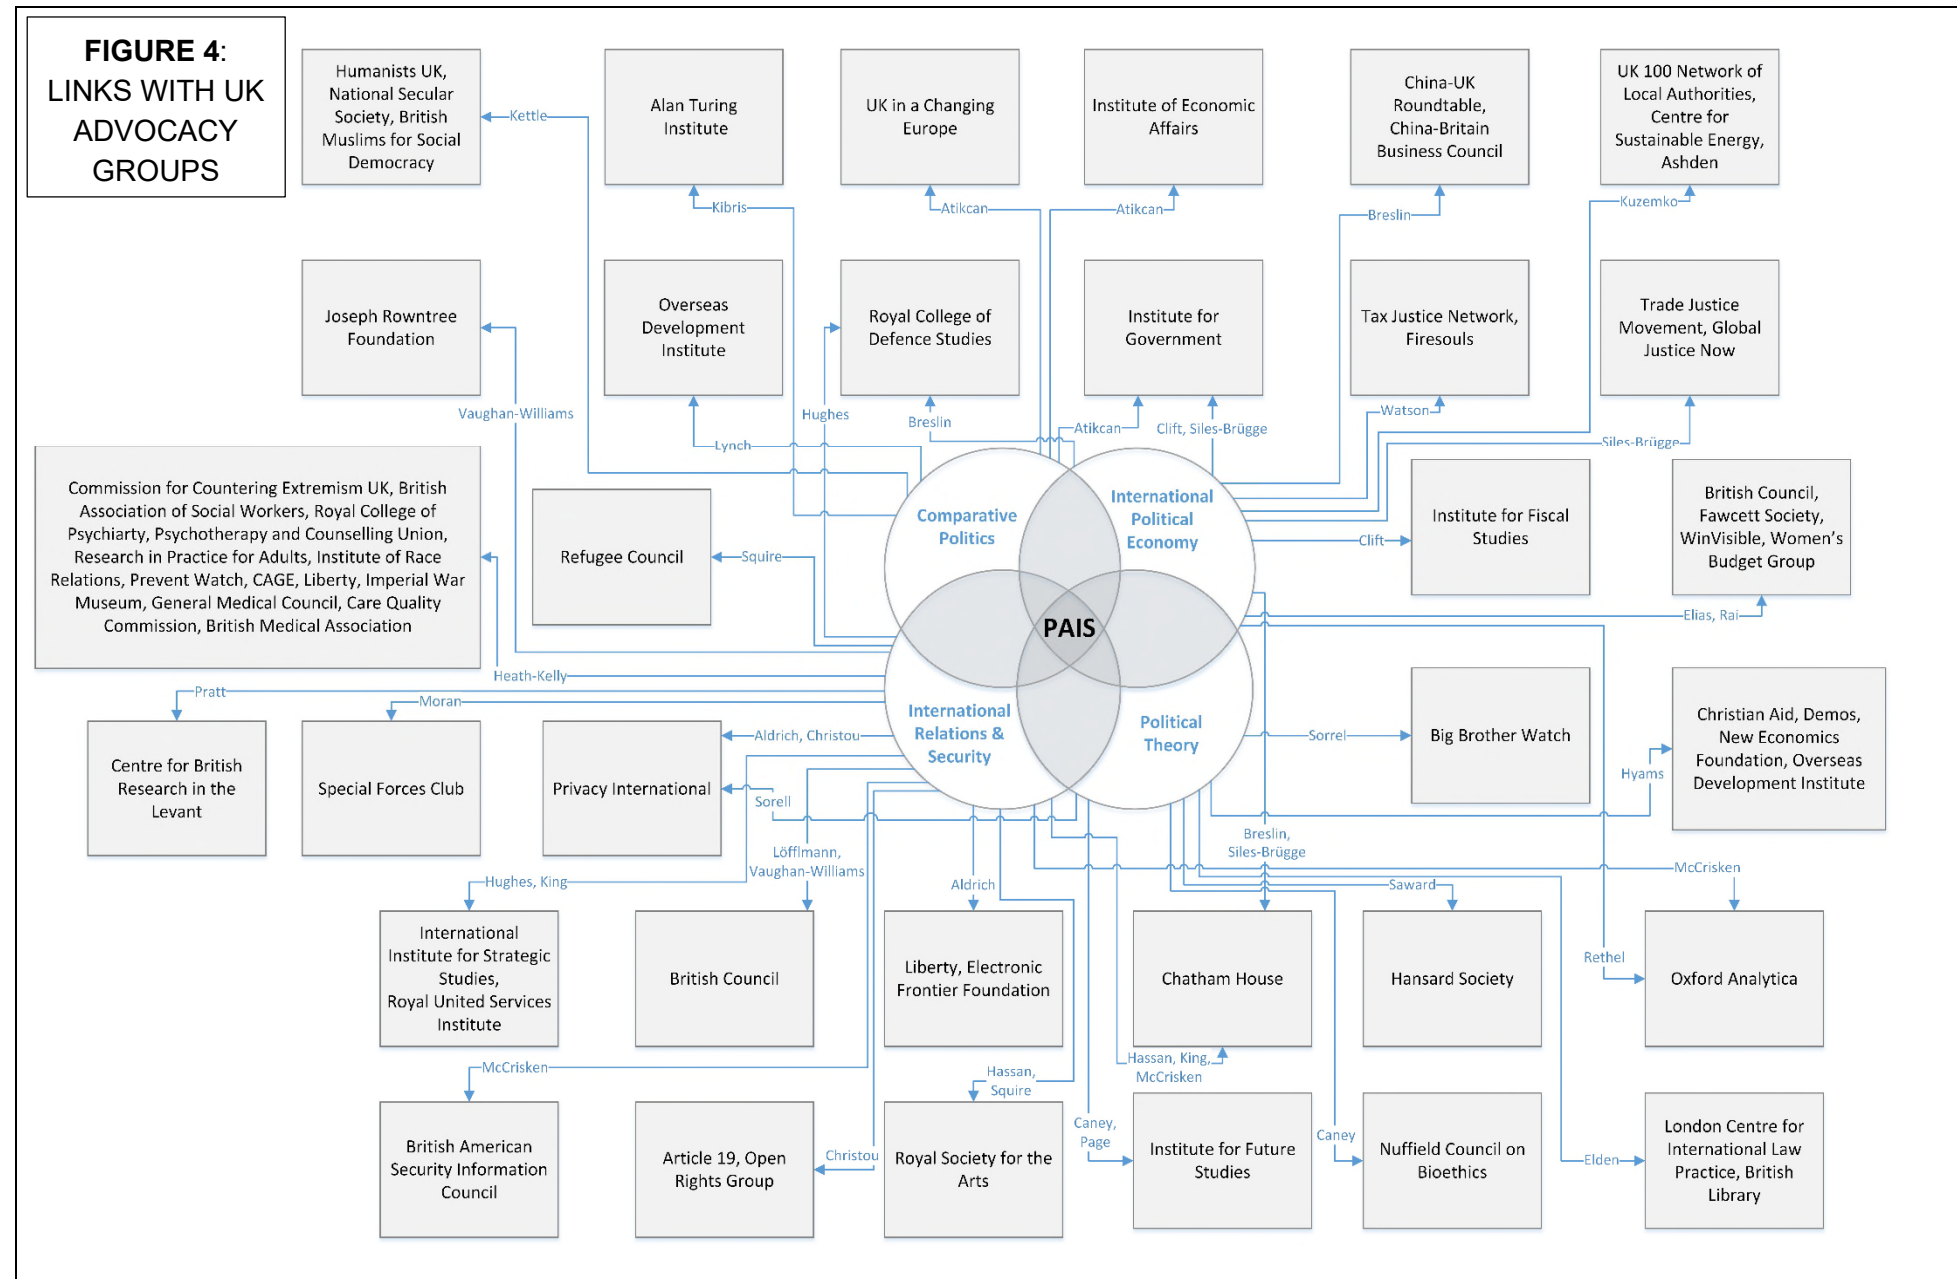 FIGURE 4:
LINKS WITH UK
ADVOCACY
GROUPS
Humanists UK,
National Secular
Society, British
Muslims for Social
Democracy
Kettle
Alan Turing
Institute
Kibris
UK in a Changing
Europe
Atikcan
Institute of Economic
Affairs
Atikcan
China-UK
Roundtable,
China-Britain
Business Council
Breslin
UK 100 Network of
Local Authorities,
Centre for
Sustainable Energy,
Ashden
Kuzemko
Joseph Rowntree
Foundation
Vaughan-Williams
Overseas
Development
Institute
Lynch
Royal College of
Defence Studies
Hughes
Breslin
Institute for
Government
Atikcan
Clift, Siles-Brügge
Tax Justice Network,
Firesouls
Watson
Trade Justice
Movement, Global
Justice Now
Siles-Brügge
Commission for Countering Extremism UK, British
Association of Social Workers, Royal College of
Psychiarty, Psychotherapy and Counselling Union,
Research in Practice for Adults, Institute of Race
Relations, Prevent Watch, CAGE, Liberty, Imperial War
Museum, General Medical Council, Care Quality
Commission, British Medical Association
Heath-Kelly
Refugee Council
Squire
Comparative
Politics
International
Political
Economy
PAIS
International
Relations &
Security
Political
Theory
Institute for Fiscal
Studies
Clift
British Council,
Fawcett Society,
WinVisible, Women's
Budget Group
Elias, Rai
Pratt
Centre for British
Research in the
Levant
Moran
Special Forces Club
Aldrich, Christou
Privacy International
Sorell
Sorrel
Big Brother Watch
Hyams
Christian Aid, Demos,
New Economics
Foundation, Overseas
Development Institute
Hughes, King
International
Institute for Strategic
Studies,
Royal United Services
Institute
Löfflmann,
Vaughan-Williams
British Council
Aldrich
Liberty, Electronic
Frontier Foundation
Breslin,
Siles-Brügge
Chatham House
Hassan, King,
McCrisken
Saward
Hansard Society
McCrisken
Rethel
Oxford Analytica
McCrisken
British American
Security Information
Council
Christou
Article 19, Open
Rights Group
Hassan,
Squire
Royal Society for the
Arts
Caney,
Page
Institute for Future
Studies
Caney
Nuffield Council on
Bioethics
Elden
London Centre for
International Law
Practice, British
Library